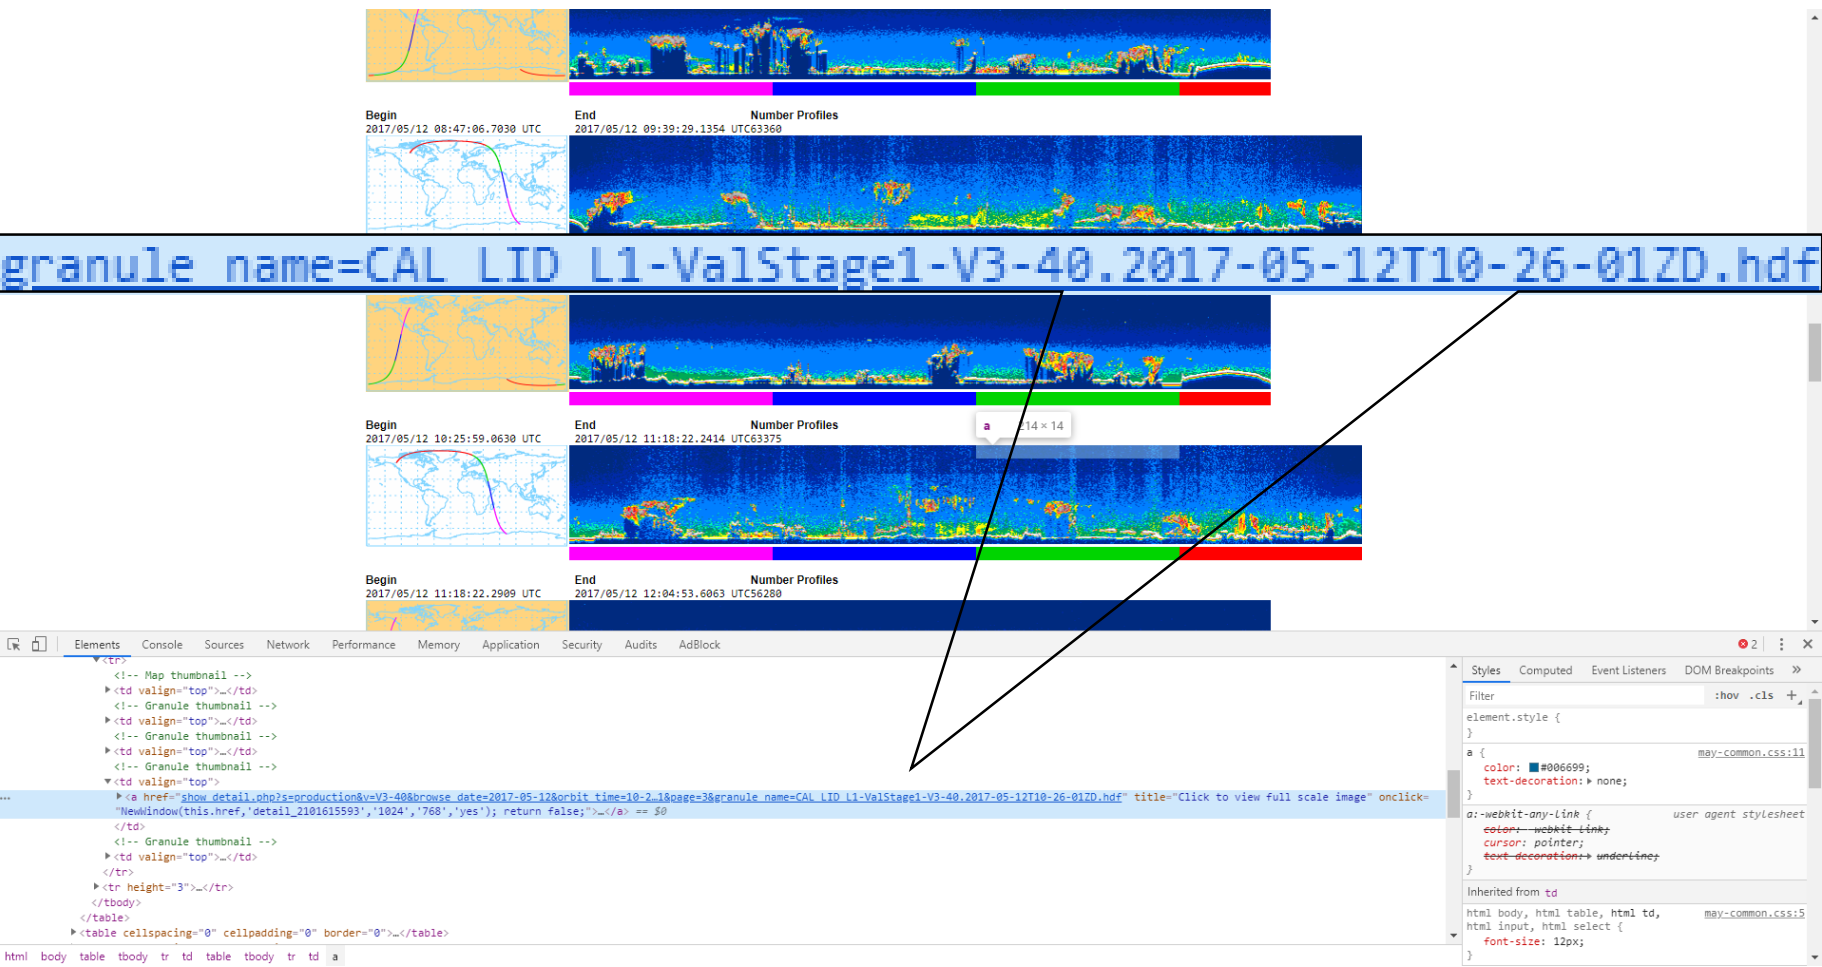 Begin End Number Profiles
2017/05/12 08:47:06.7030 UTC 2017/05/12 09:39:29.1354 UTC63360
granule name=CAL LID L1-ValStage1-V3-40.2017-05-12T10-26-01ZD.hdf
Begin End Number Profiles
2017/05/12 10:25:59.0630 UTC 2017/05/12 11:18:22.2414 UTC63375
a 214 × 14
Begin End Number Profiles
2017/05/12 11:18:22.2909 UTC 2017/05/12 12:04:53.6063 UTC56280
Elements Console Sources Network Performance Memory Application Security Audits AdBlock 2
<tr>
<!-- Map thumbnail -->
<td valign="top">…</td>
<!-- Granule thumbnail -->
<td valign="top">…</td>
<!-- Granule thumbnail -->
<td valign="top">…</td>
<!-- Granule thumbnail -->
<td valign="top">
<a href="show_detail.php?s=production&v=V3-40&browse_date=2017-05-12&orbit_time=10-2…1&page=3&granule_name=CAL_LID_L1-ValStage1-V3-40.2017-05-12T10-26-01ZD.hdf" title="Click to view full scale image" onclick=
"NewWindow(this.href,'detail_2101615593','1024','768','yes'); return false;">…</a> == $0
</td>
<!-- Granule thumbnail -->
<td valign="top">…</td>
</tr>
<tr height="3">…</tr>
</tbody>
</table>
<table cellspacing="0" cellpadding="0" border="0">…</table>
html body table tbody tr td table tbody tr td a
Styles Computed Event Listeners DOM Breakpoints »
Filter :hov .cls +
element.style {
}
a { may-common.css:11
color: #006699;
text-decoration: none;
}
a:-webkit-any-link { user agent stylesheet
color: -webkit-link;
cursor: pointer;
text-decoration: underline;
}
Inherited from td
html body, html table, html td, may-common.css:5
html input, html select {
font-size: 12px;
}